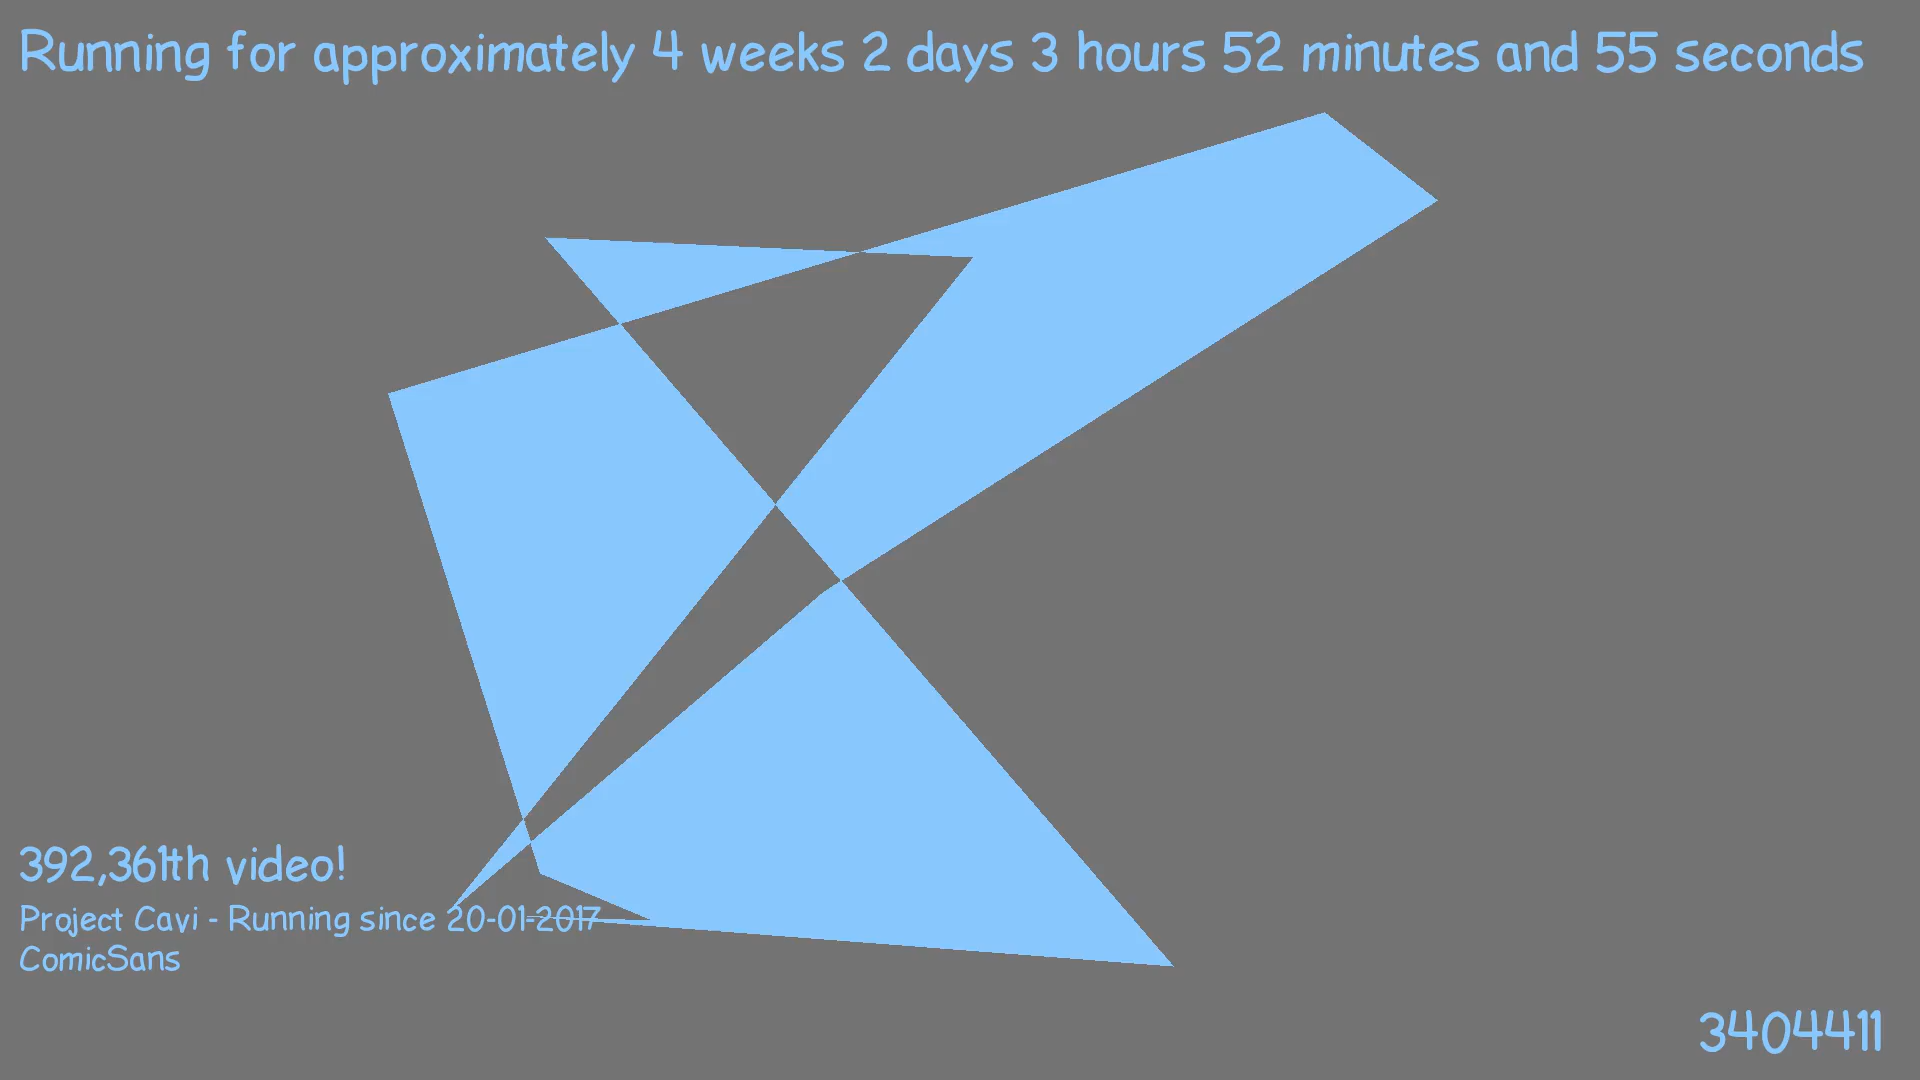 Running for approximately 4 weeks 2 days 3 hours 52 minutes and 55 seconds
392,361th video!
Project Cavi - Running since 20-01-2017
ComicSans
3404411